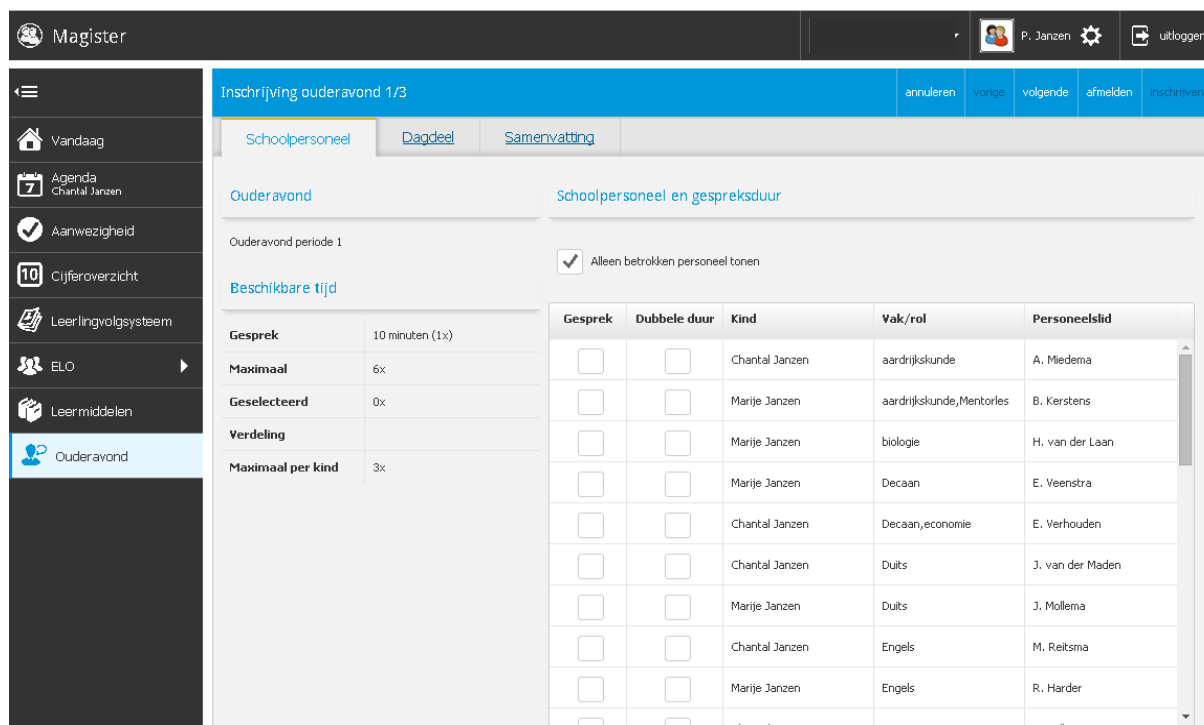 Magister
P. Janzen
uitloggen
Inschrijving ouderavond 1/3
annuleren
vorige
volgende
afmelden
inschrijven
Vandaag
7
Agenda
Chantal Janzen
Aanwezigheid
10
Cijferoverzicht
Leerlingvolgsysteem
ELO
Leermiddelen
Ouderavond
Schoolpersoneel
Dagdeel
Samenvatting
Ouderavond
Ouderavond periode 1
Beschikbare tijd
Gesprek 10 minuten (1x)
Maximaal 6x
Geselecteerd 0x
Verdeling
Maximaal per kind 3x
Schoolpersoneel en gespreksduur
Alleen betrokken personeel tonen
Gesprek Dubbele duur Kind Vak/rol Personeelslid
Chantal Janzen aardrijkskunde A. Miedema
Marije Janzen aardrijkskunde,Mentorles B. Kerstens
Marije Janzen biologie H. van der Laan
Marije Janzen Decaan E. Veenstra
Chantal Janzen Decaan,economie E. Verhouden
Chantal Janzen Duits J. van der Maden
Marije Janzen Duits J. Mollema
Chantal Janzen Engels M. Reitsma
Marije Janzen Engels R. Harder